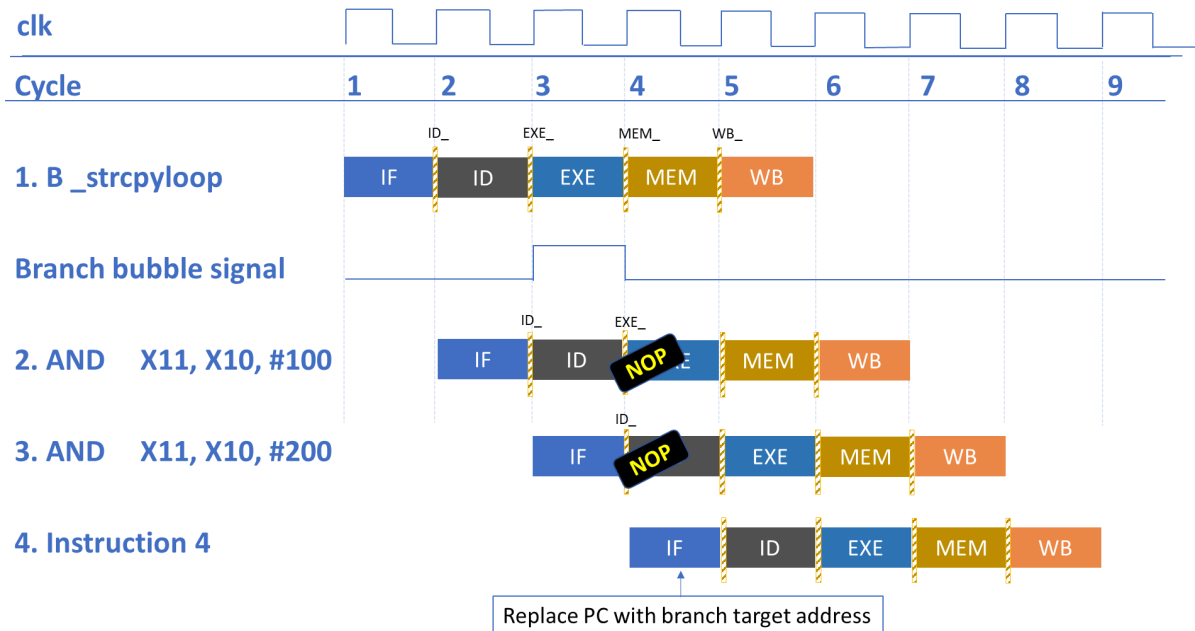 clk
Cycle 1 2 3 4 5 6 7 8 9
ID_ EXE_ MEM_ WB_
1. B _strcpyloop IF ID EXE MEM WB
Branch bubble signal
ID_ EXE_
2. AND X11, X10, #100 IF ID NOP E MEM WB
ID_
3. AND X11, X10, #200 IF NOP EXE MEM WB
4. Instruction 4 IF ID EXE MEM WB
Replace PC with branch target address